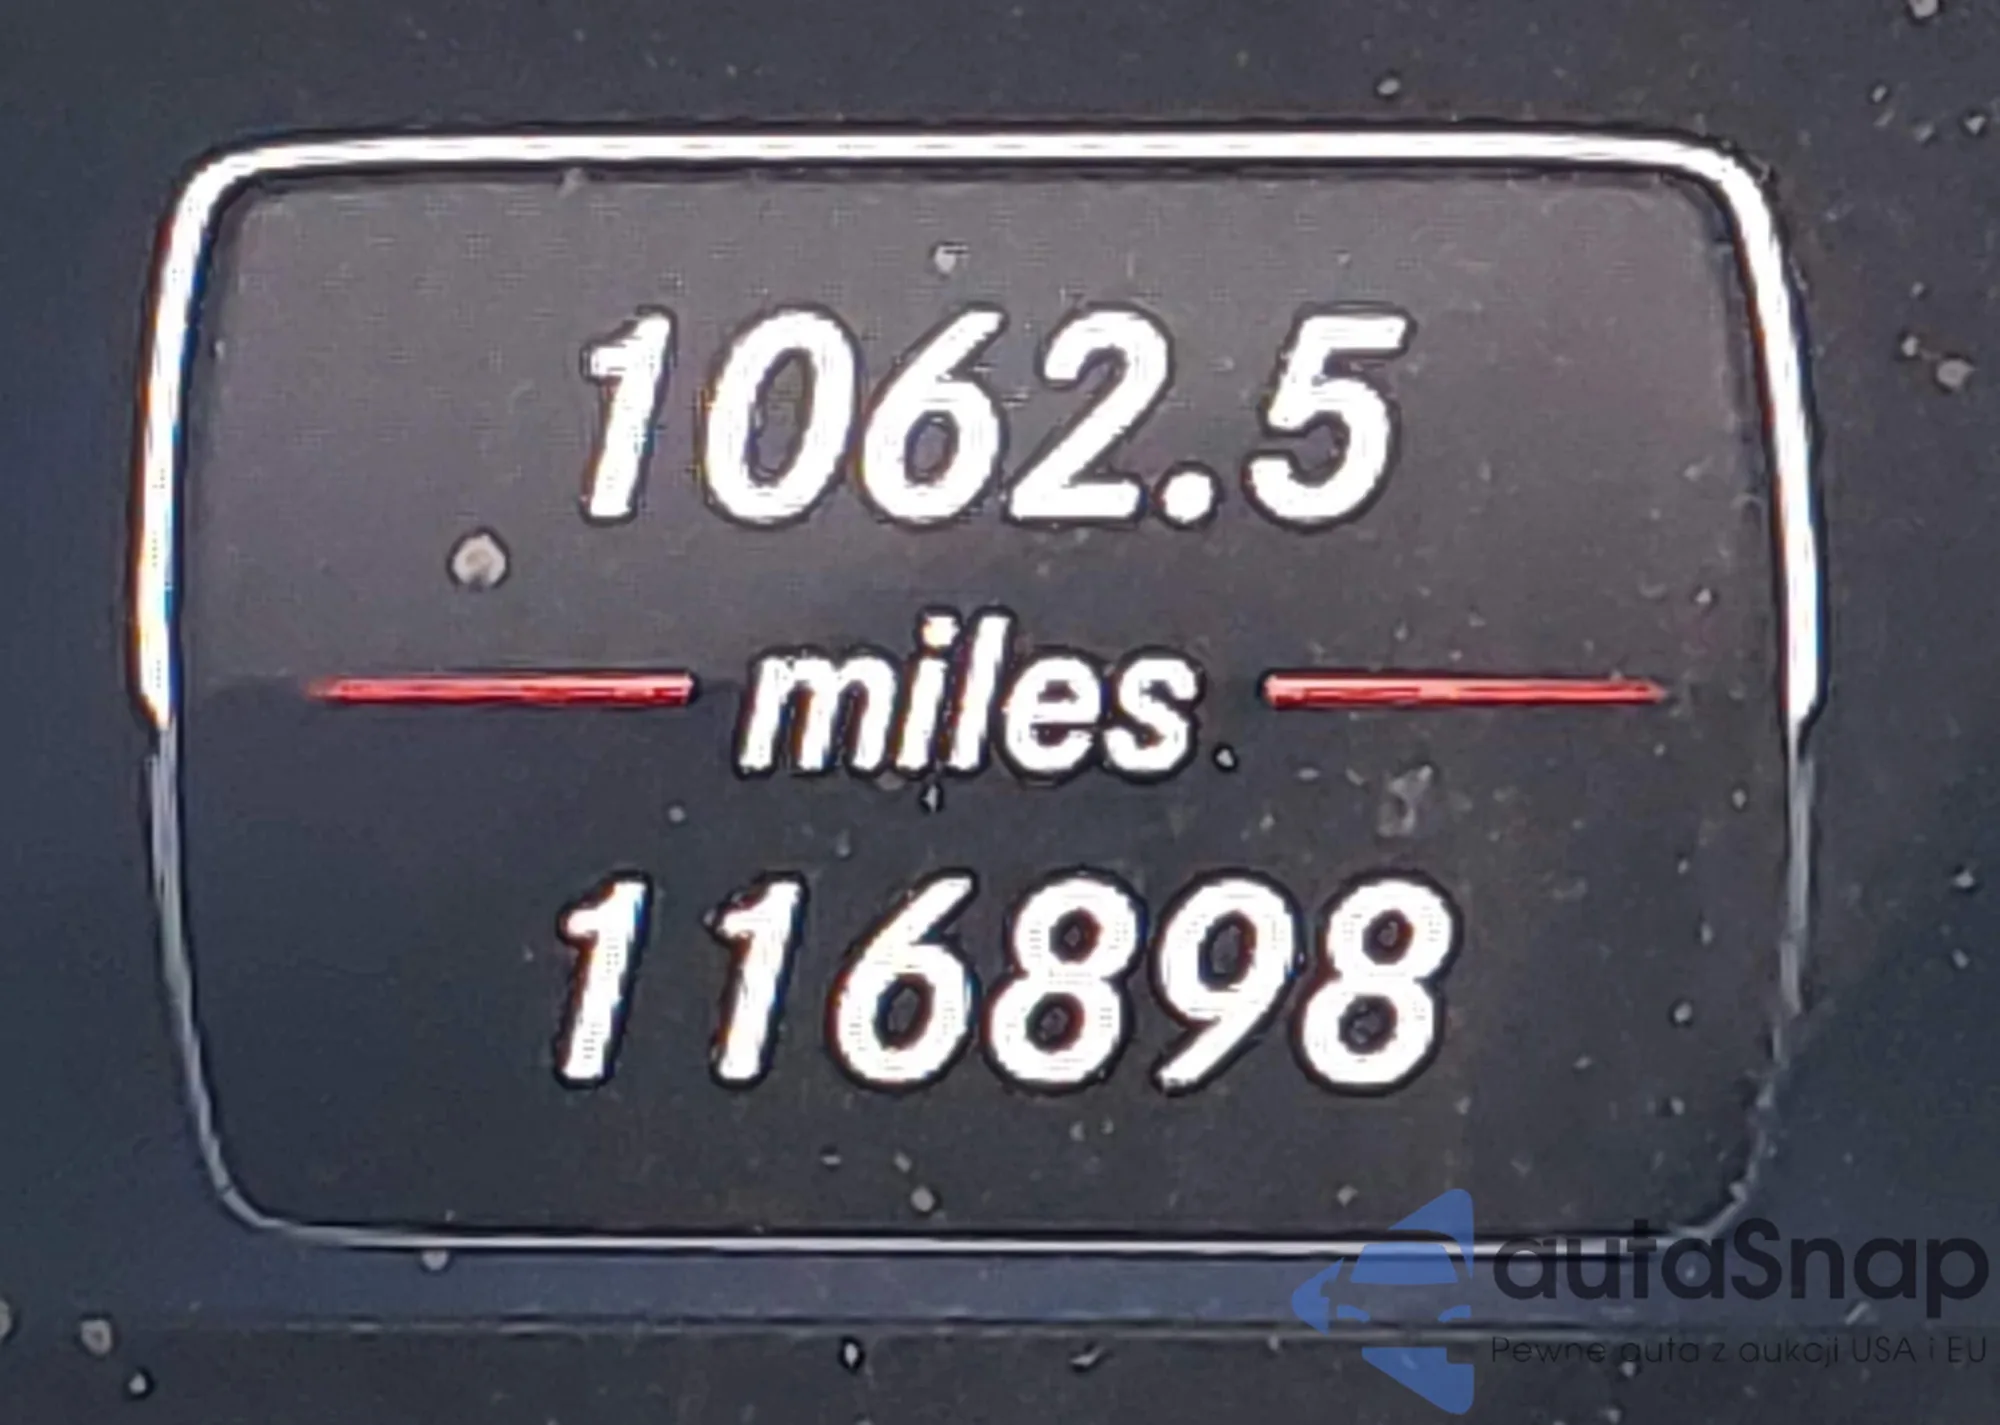 1062.5
miles
116898
autaSnap
Pewne auta z aukcji USA i EU